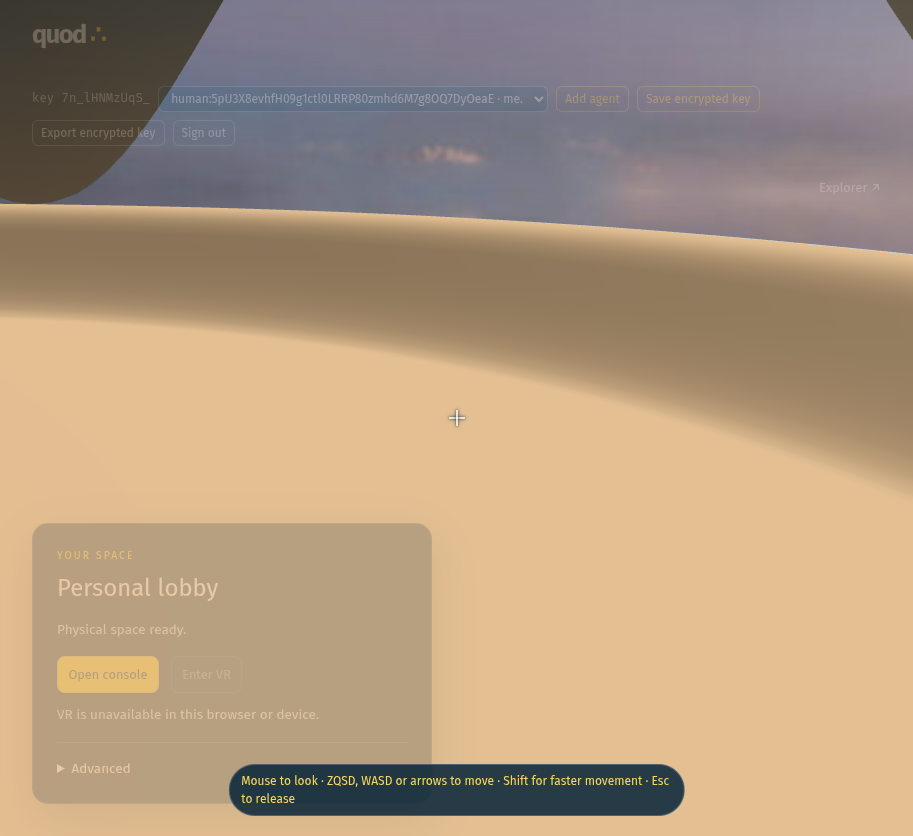 quod
key 7n_lHNMzUqS_ human:5pU3X8evhfH09g1ctl0LRRP80zmhd6M7g8OQ7DyOeaE · me. Add agent Save encrypted key
Export encrypted key Sign out
Explorer ↗
YOUR SPACE
Personal lobby
Physical space ready.
Open console Enter VR
VR is unavailable in this browser or device.
▶ Advanced
Mouse to look · ZQSD, WASD or arrows to move · Shift for faster movement · Esc
to release